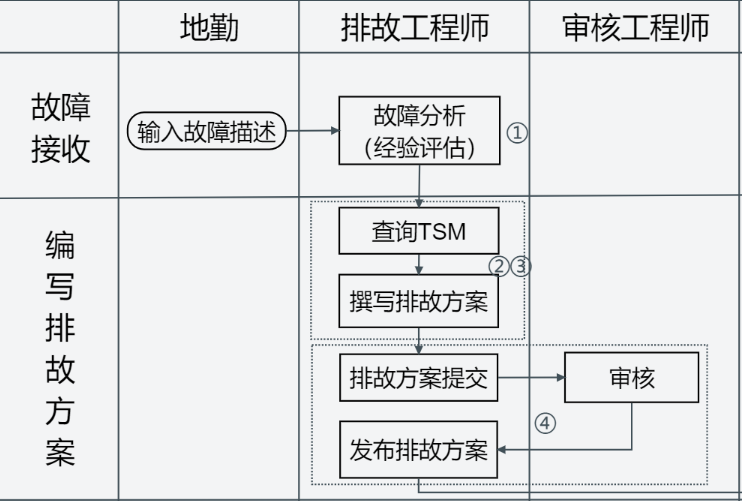 地勤
排故工程师
审核工程师
故障
接收
输入故障描述
故障分析
（经验评估）
①
编
写
排
故
方
案
查询TSM
②③
撰写排故方案
排故方案提交
审核
④
发布排故方案